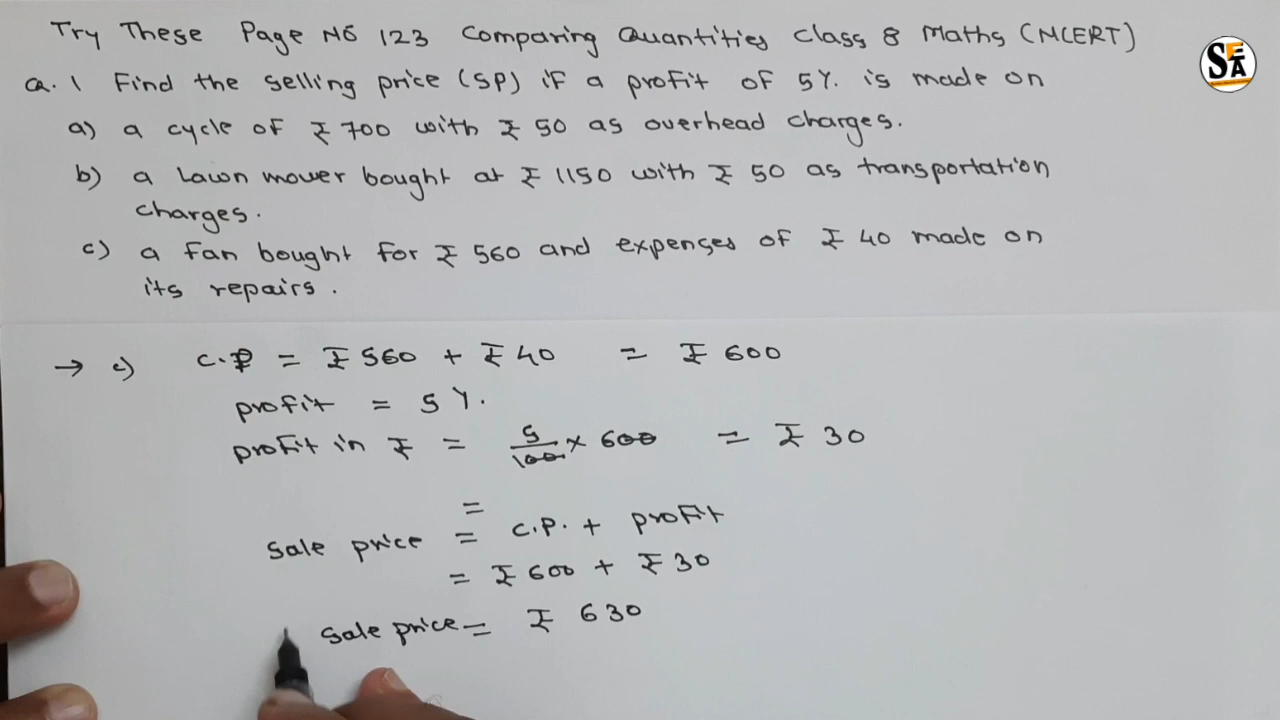 Try These Page No 123 Comparing Quantities Class 8 Maths (NCERT)
SFA
Q. 1 Find the selling price (SP) if a profit of 5%. is made on
a) a cycle of ₹ 700 with ₹ 50 as overhead charges.
b) a lawn mower bought at ₹ 1150 with ₹ 50 as transportation
charges.
c) a fan bought for ₹ 560 and expenses of ₹ 40 made on
its repairs.
→ c) C.P = ₹ 560 + ₹ 40 = ₹ 600
profit = 5%.
profit in ₹ = 5/100 × 600 = ₹ 30
=
Sale price = C.P. + profit
= ₹ 600 + ₹ 30
Sale price = ₹ 630